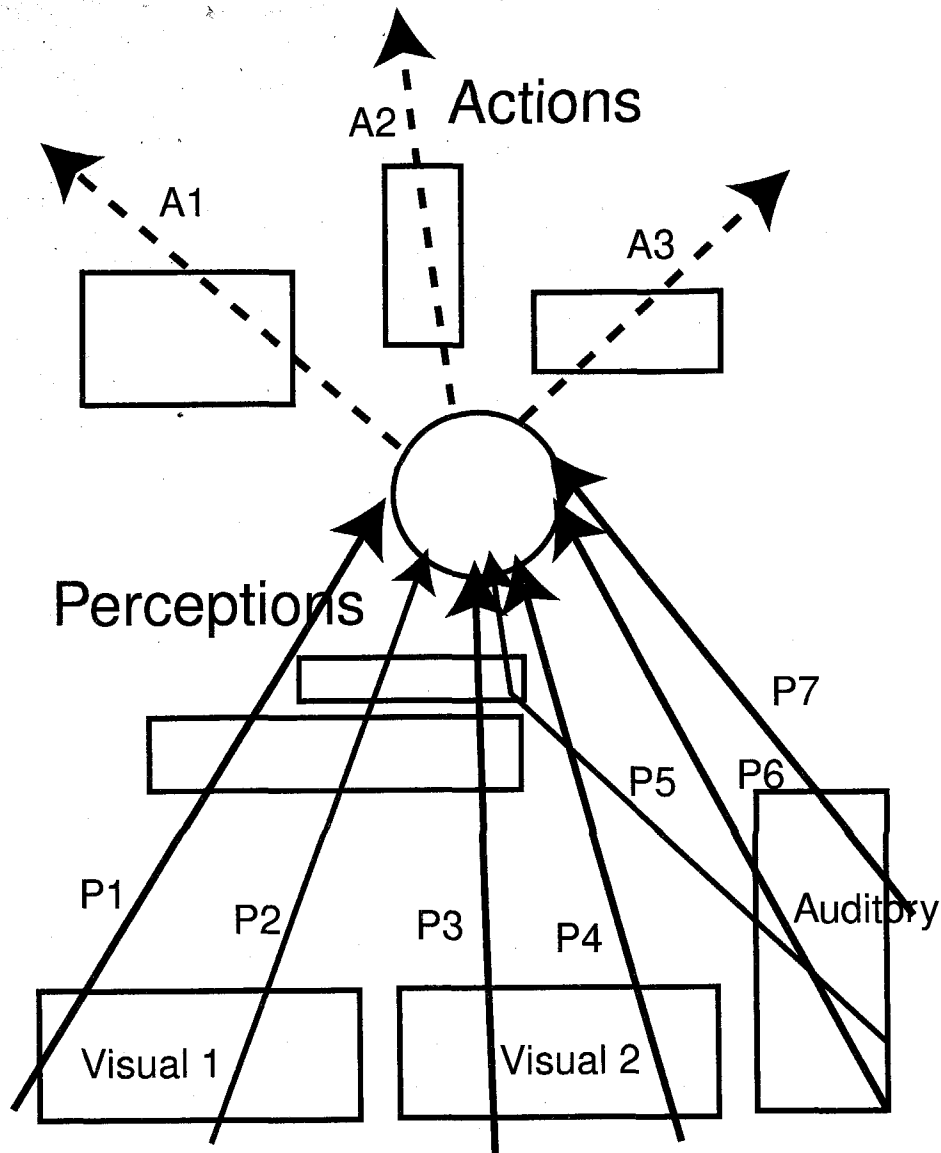 Actions
A2
A1
A3
Perceptions
P7
P6
P5
P1
P2
P3
P4
Auditory
Visual 1
Visual 2